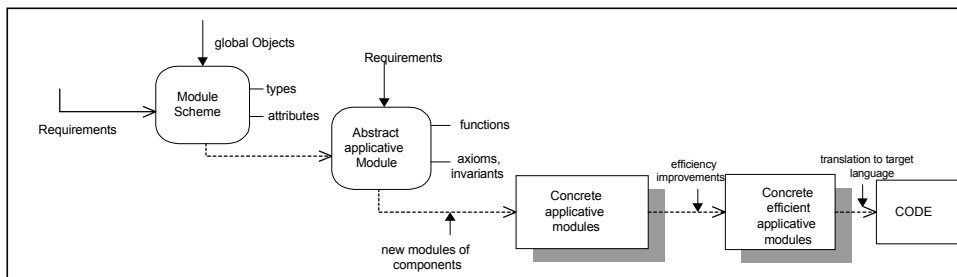 global Objects
Requirements
Module
Scheme
types
attributes
Requirements
Abstract
applicative
Module
functions
axioms,
invariants
new modules of
components
Concrete
applicative
modules
efficiency
improvements
Concrete
efficient
applicative
modules
translation to target
language
CODE